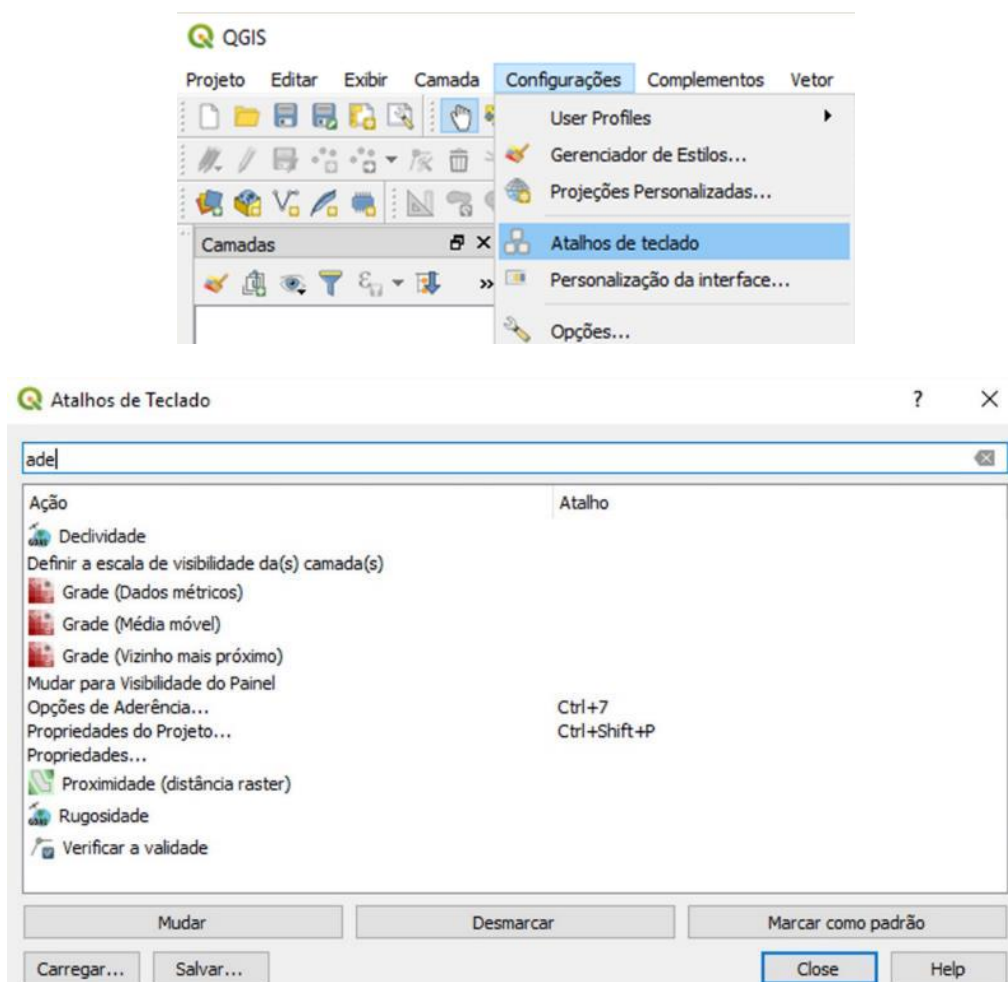 QGIS
Projeto Editar Exibir Camada Configurações Complementos Vetor
User Profiles
Gerenciador de Estilos...
Projeções Personalizadas...
Camadas
Atalhos de teclado
Personalização da interface...
Opções...
Atalhos de Teclado
ade
Ação Atalho
Declividade
Definir a escala de visibilidade da(s) camada(s)
Grade (Dados métricos)
Grade (Média móvel)
Grade (Vizinho mais próximo)
Mudar para Visibilidade do Painel
Opções de Aderência... Ctrl+7
Propriedades do Projeto... Ctrl+Shift+P
Propriedades...
Proximidade (distância raster)
Rugosidade
Verificar a validade
Mudar Desmarcar Marcar como padrão
Carregar... Salvar... Close Help